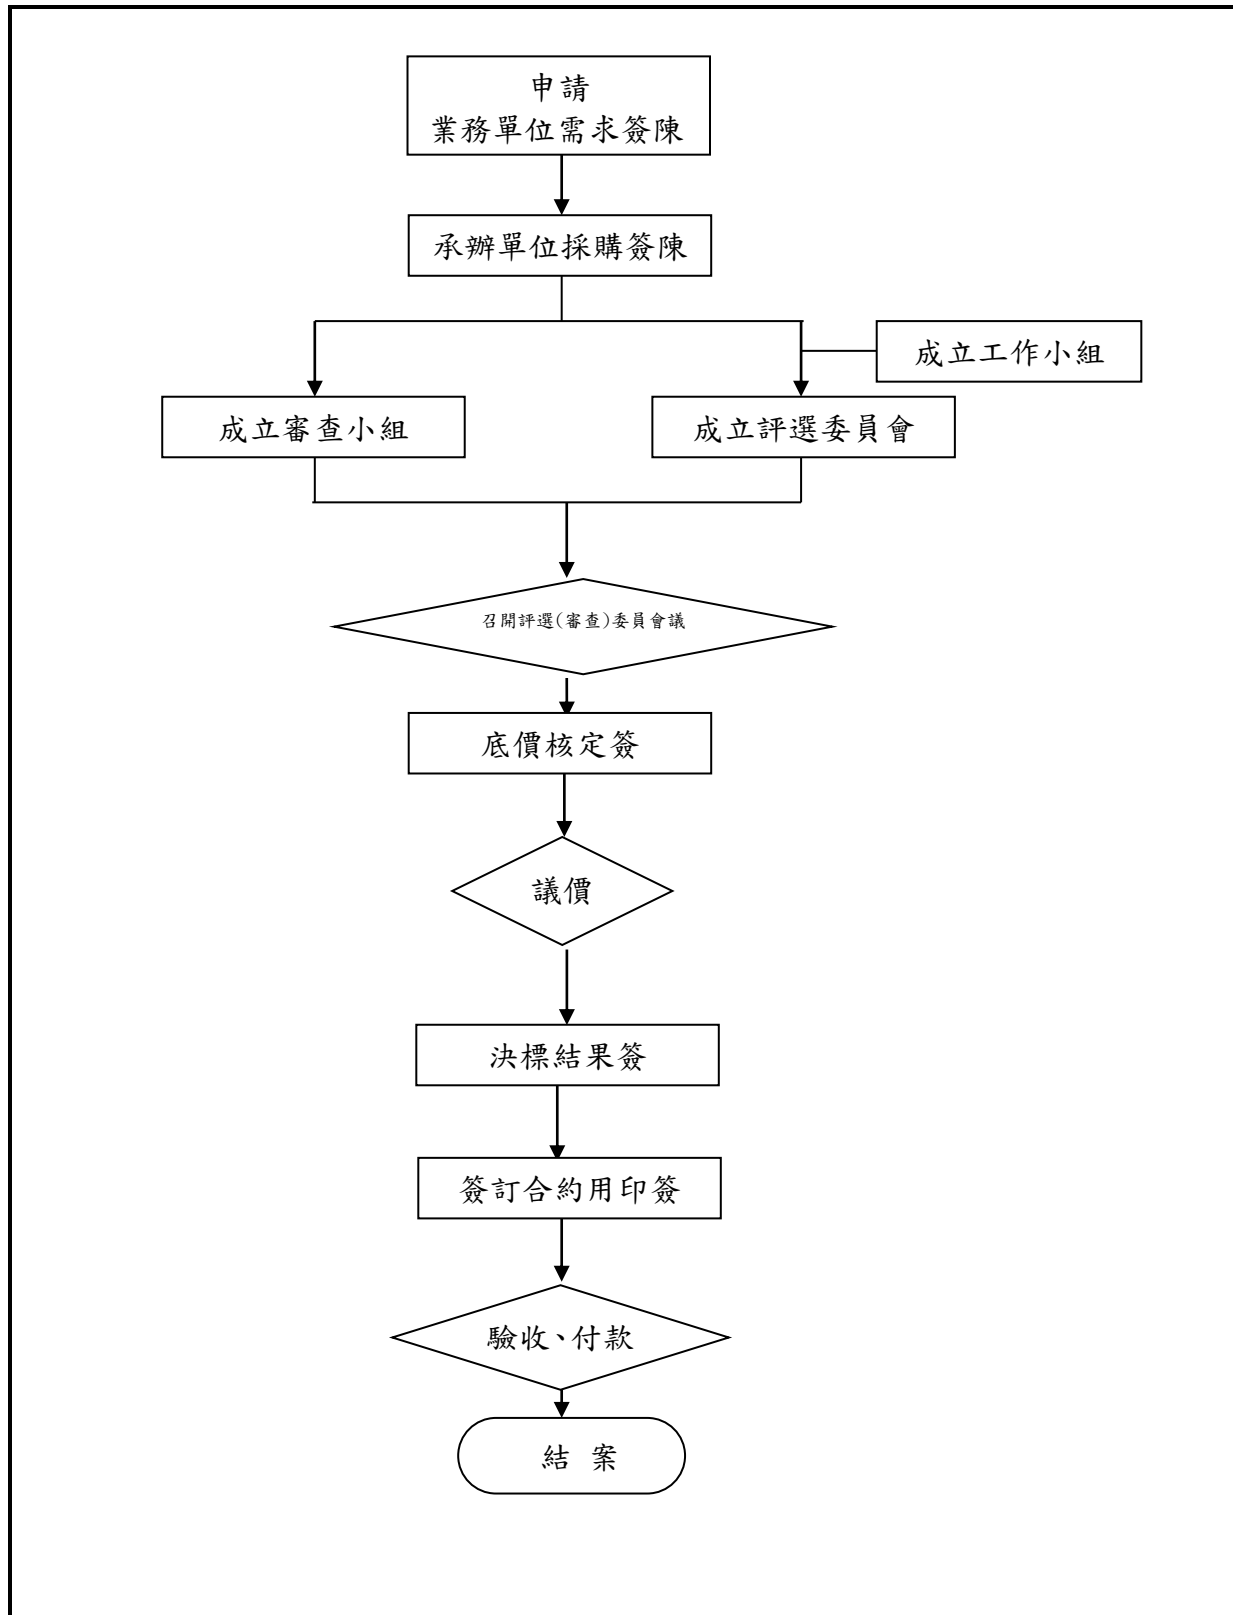 申請
業務單位需求簽陳
承辦單位採購簽陳
成立工作小組
成立審查小組
成立評選委員會
召開評選(審查)委員會議
底價核定簽
議價
決標結果簽
簽訂合約用印簽
驗收、付款
結 案